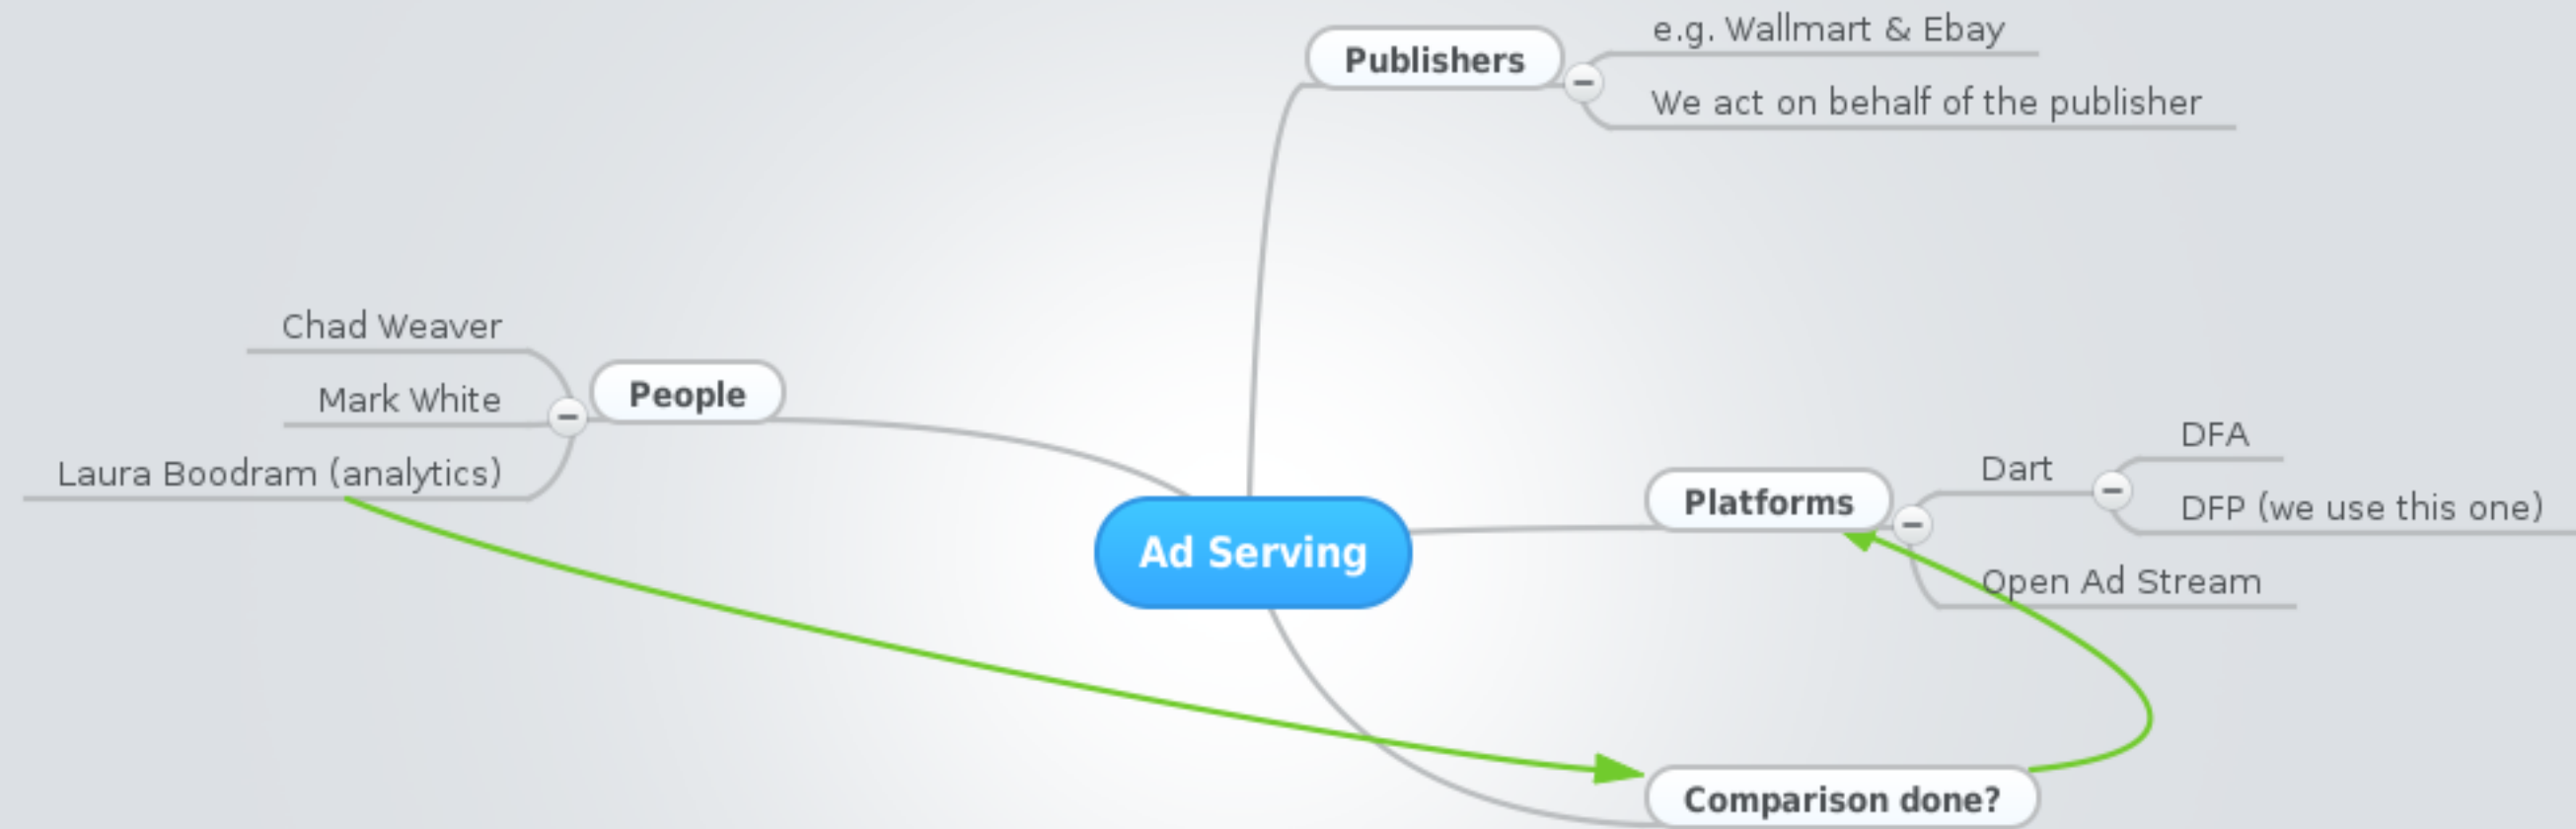 e.g. Wallmart & Ebay
Publishers
We act on behalf of the publisher
Chad Weaver
People
Mark White
Laura Boodram (analytics)
Ad Serving
Platforms
Dart
DFA
DFP (we use this one)
Open Ad Stream
Comparison done?